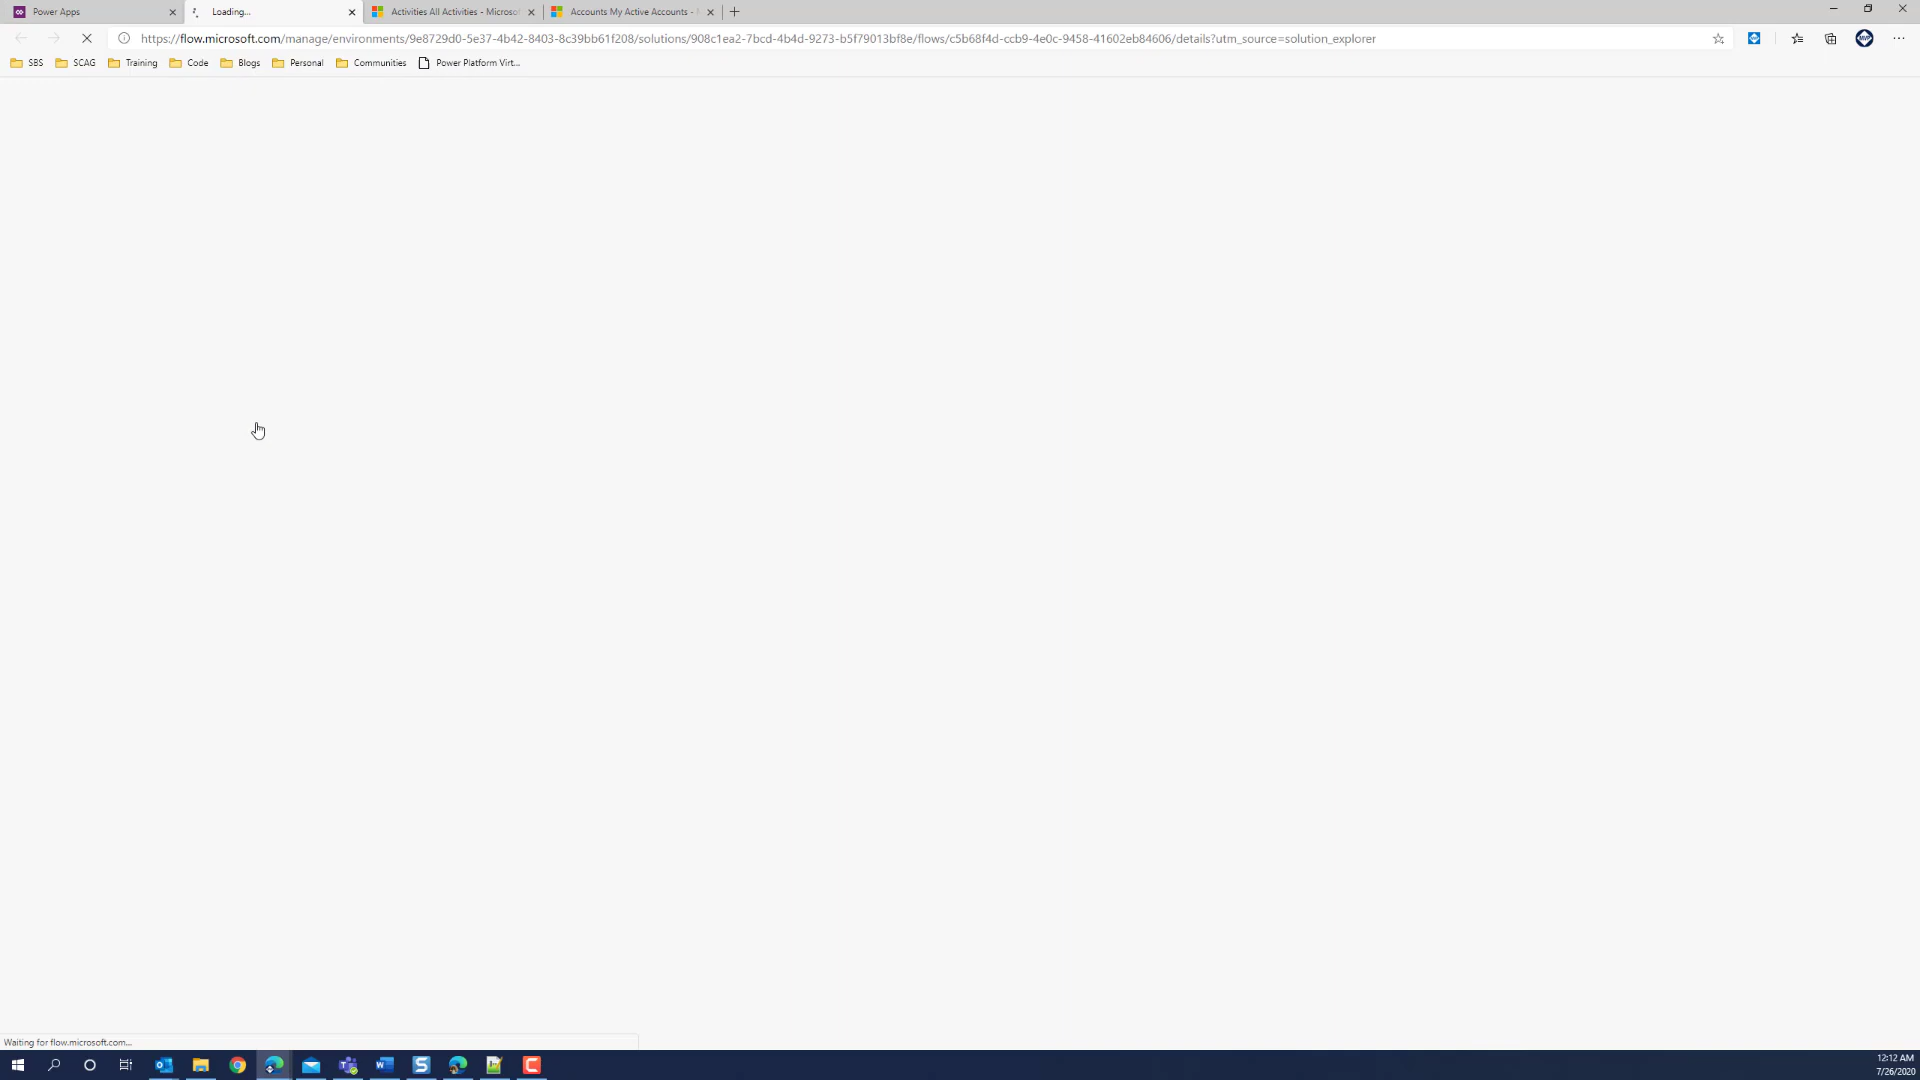 Power Apps
Loading...
Activities All Activities - Microsof
Accounts My Active Accounts -
https://flow.microsoft.com/manage/environments/9e8729d0-5e37-4b42-8403-8c39bb61f208/solutions/908c1ea2-7bcd-4b4d-9273-b5f79013bf8e/flows/c5b68f4d-ccb9-4e0c-9458-41602eb84606/details?utm_source=solution_explorer
SBS
SCAG
Training
Code
Blogs
Personal
Communities
Power Platform Virt...
Waiting for flow.microsoft.com...
12:12 AM
7/26/2020